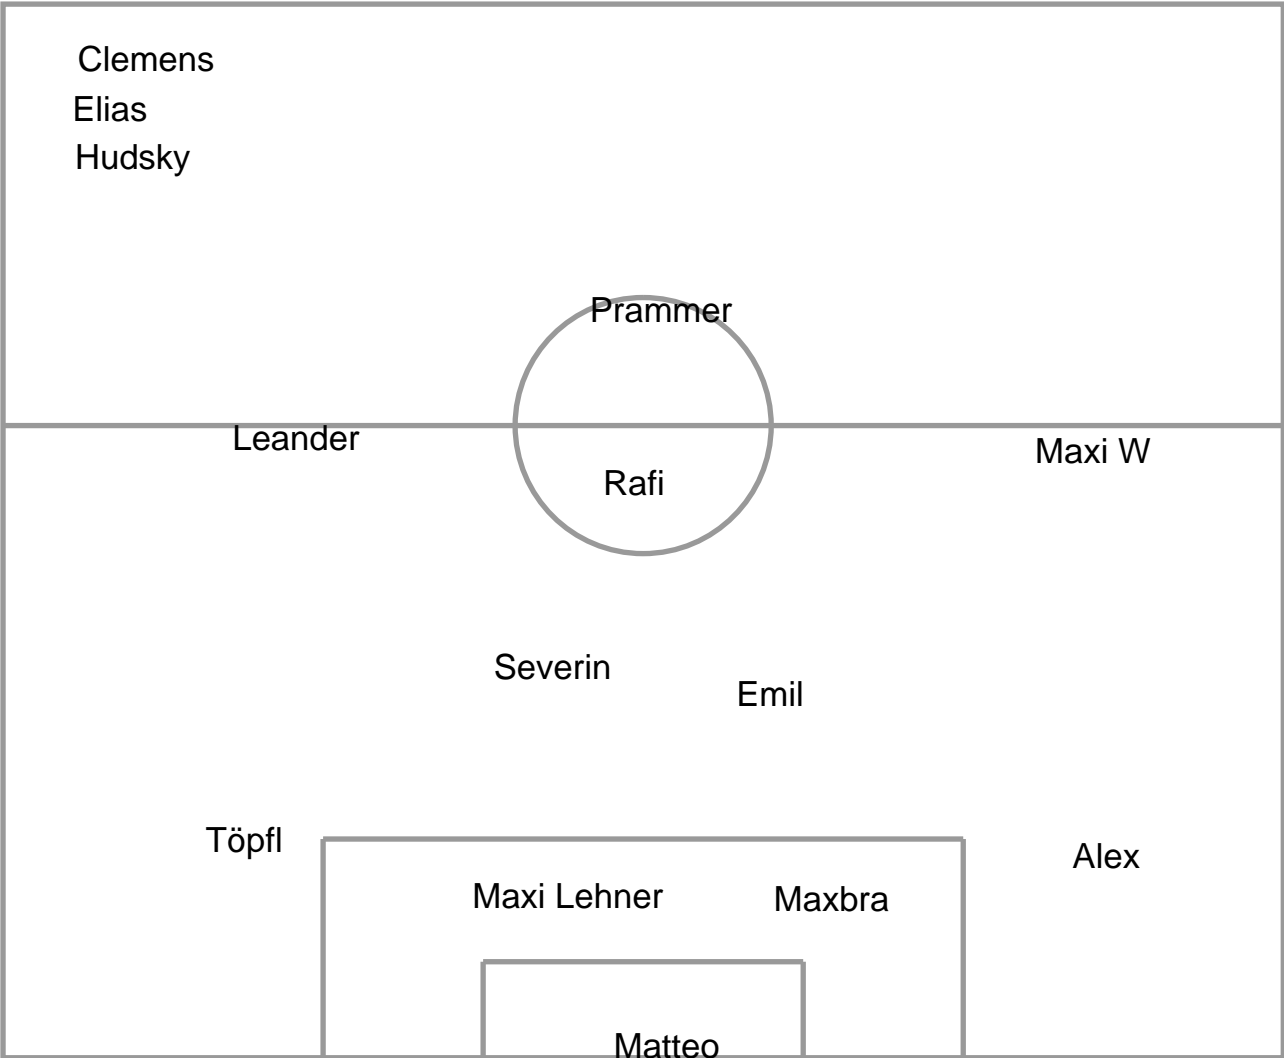 Clemens
Elias
Hudsky
Prammer
Leander
Maxi W
Rafi
Severin
Emil
Töpfl
Alex
Maxi Lehner
Maxbra
Matteo